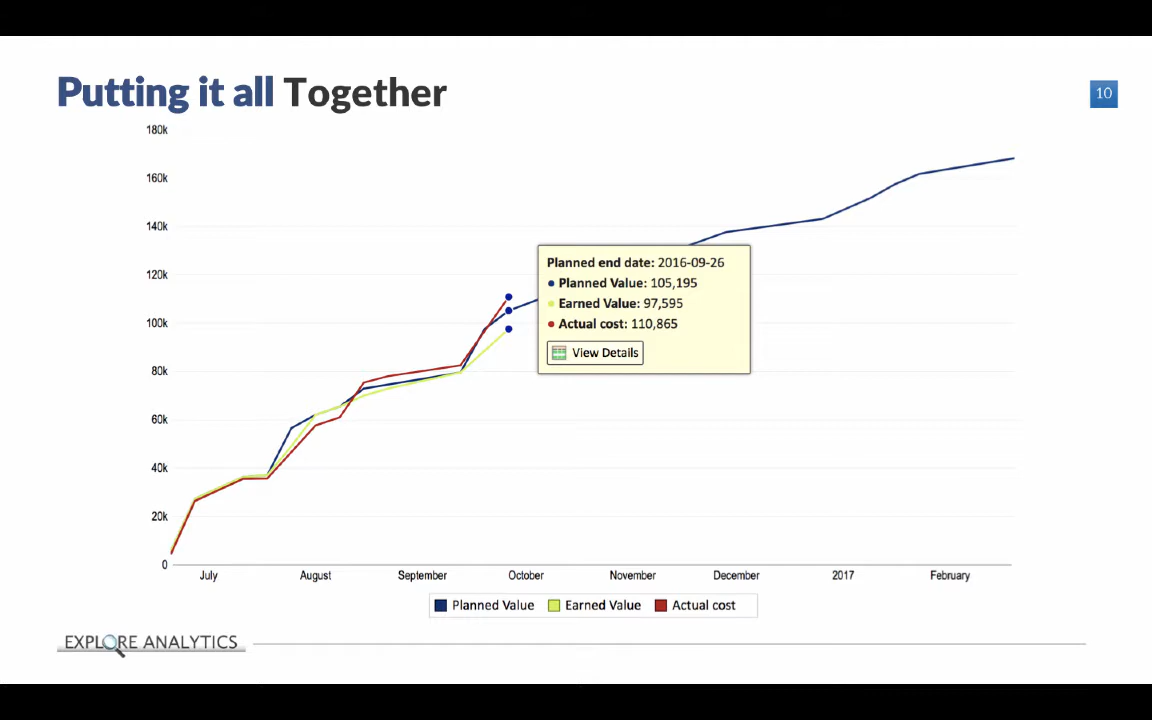 Putting it all Together
10
180k
160k
140k
120k
100k
80k
60k
40k
20k
0
Planned end date: 2016-09-26
Planned Value: 105,195
Earned Value: 97,595
Actual cost: 110,865
View Details
July August September October November December 2017 February
Planned Value Earned Value Actual cost
EXPLORE ANALYTICS